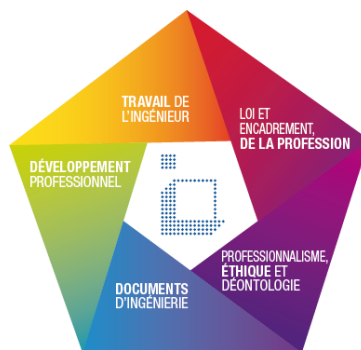 TRAVAIL DE
L'INGÉNIEUR
LOI ET
ENCADREMENT,
DE LA PROFESSION
DÉVELOPPEMENT
PROFESSIONNEL
PROFESSIONNALISME,
ÉTHIQUE ET
DÉONTOLOGIE
DOCUMENTS
D'INGÉNIERIE